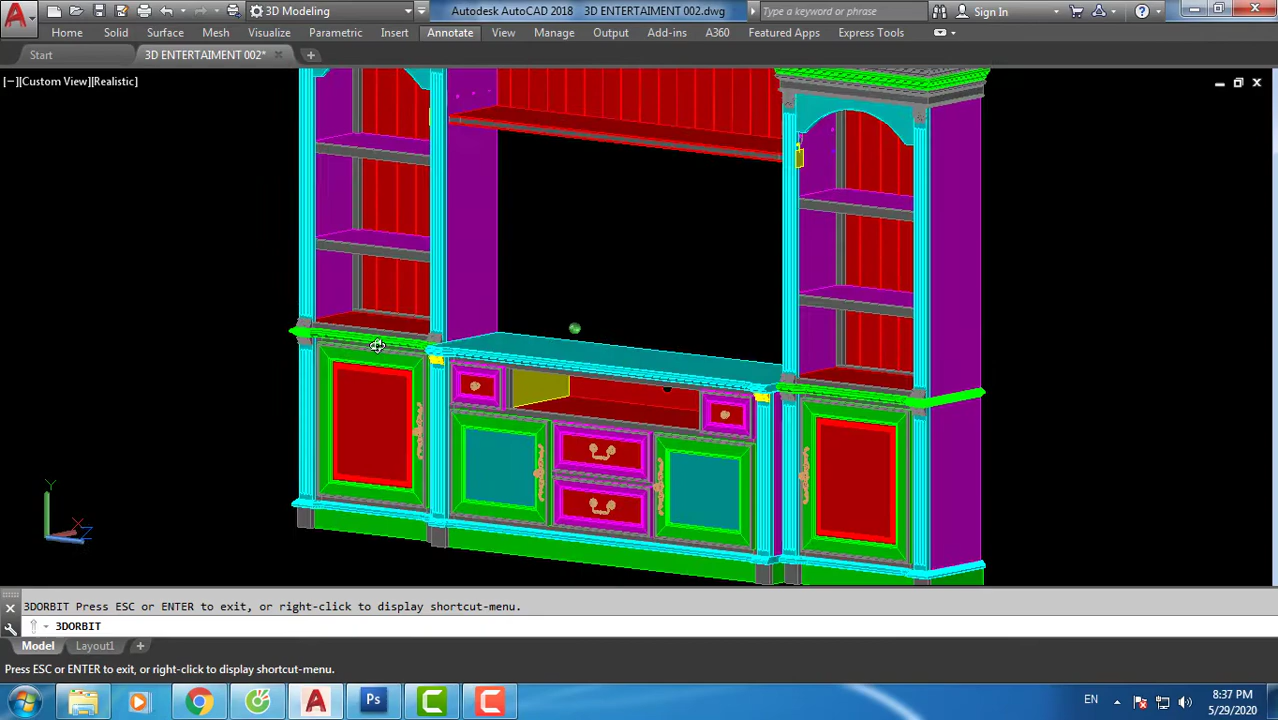 3D Modeling
Autodesk AutoCAD 2018 3D ENTERTAIMENT 002.dwg
Type a keyword or phrase
Sign In
Home Solid Surface Mesh Visualize Parametric Insert Annotate View Manage Output Add-ins A360 Featured Apps Express Tools
Start 3D ENTERTAIMENT 002*
[−][Custom View][Realistic]
Y
X
Z
3DORBIT Press ESC or ENTER to exit, or right-click to display shortcut-menu.
3DORBIT
Model Layout1
Press ESC or ENTER to exit, or right-click to display shortcut-menu.
Ps
EN
8:37 PM
5/29/2020